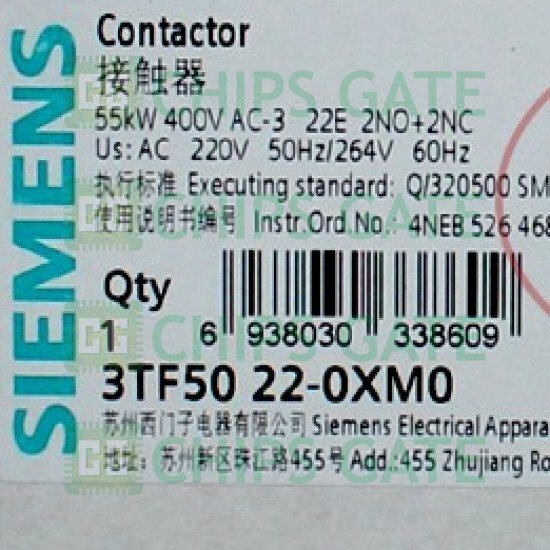 SIEMENS
Contactor
接触器
55kW 400V AC-3 22E 2NO+2NC
Us: AC 220V 50Hz/264V 60Hz
执行标准 Executing standard: Q/320500 SM
使用说明书编号 Instr.Ord.No.: 4NEB 526 468
Qty
1
6 938030 338609
3TF50 22-0XM0
苏州西门子电器有限公司 Siemens Electrical Appara
地址: 苏州新区珠江路455号 Add.:455 Zhujiang Ro
CHIPS GATE
CHIPS GATE
CHIPS GATE
CHIPS GATE